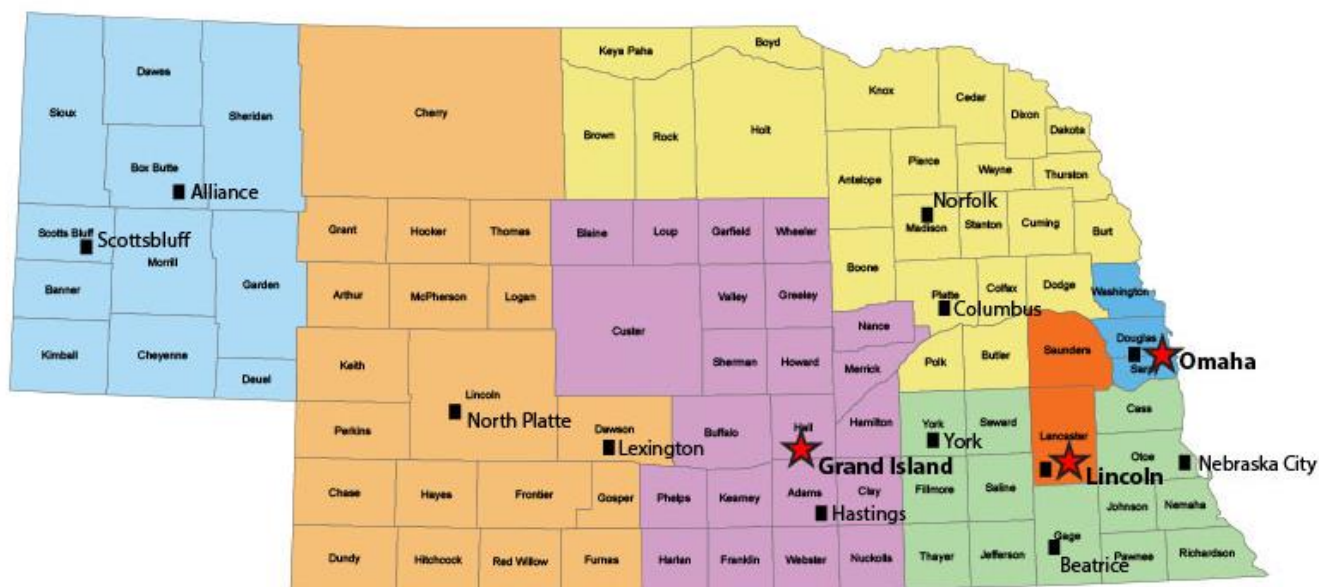 Boyd
Keya Paha
Dawes
Knox
Cedar
Sioux
Sheridan
Cherry
Dixon
Dakota
Brown
Rock
Holt
Pierce
Wayne
Box Butte
Antelope
Thurston
Alliance
Norfolk
Madison
Stanton
Cuming
Scotts Bluff
Scottsbluff
Grant
Hooker
Thomas
Blaine
Loup
Garfield
Wheeler
Burt
Morrill
Boone
Garden
Banner
Arthur
McPherson
Logan
Valley
Greeley
Platte
Colfax
Dodge
Washington
Columbus
Custer
Nance
Kimball
Cheyenne
Douglas
Keith
Sherman
Howard
Merrick
Polk
Butler
Saunders
Omaha
Sarpy
Deuel
Lincoln
North Platte
Cass
Perkins
Dawson
Lexington
Buffalo
Hall
Hamilton
York
York
Seward
Lancaster
Otoe
Grand Island
Lincoln
Nebraska City
Chase
Hayes
Frontier
Gosper
Phelps
Kearney
Adams
Clay
Fillmore
Saline
Johnson
Nemaha
Hastings
Gage
Dundy
Hitchcock
Red Willow
Furnas
Harlan
Franklin
Webster
Nuckolls
Thayer
Jefferson
Beatrice
Pawnee
Richardson